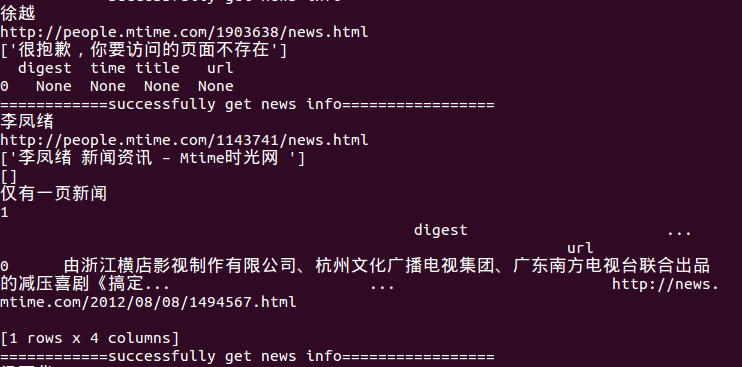 徐越
http://people.mtime.com/1903638/news.html
['很抱歉，你要访问的页面不存在']
digest time title url
0 None None None None
============successfully get news info=================
李凤绪
http://people.mtime.com/1143741/news.html
['李凤绪 新闻资讯 – Mtime时光网 ']
[]
仅有一页新闻
1
digest ...
url
0 由浙江横店影视制作有限公司、杭州文化广播电视集团、广东南方电视台联合出品
的减压喜剧《搞定... ... http://news.
mtime.com/2012/08/08/1494567.html
[1 rows x 4 columns]
============successfully get news info=================